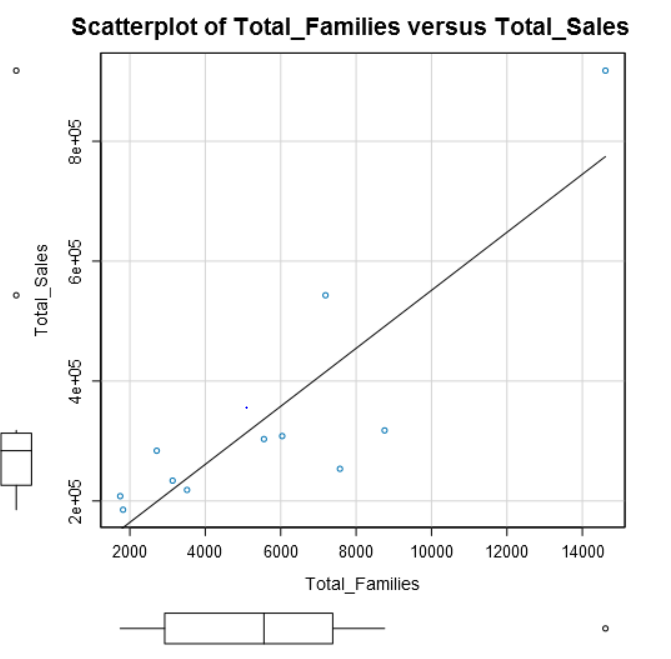 Scatterplot of Total_Families versus Total_Sales
8e+05
6e+05
4e+05
2e+05
Total_Sales
2000 4000 6000 8000 10000 12000 14000
Total_Families